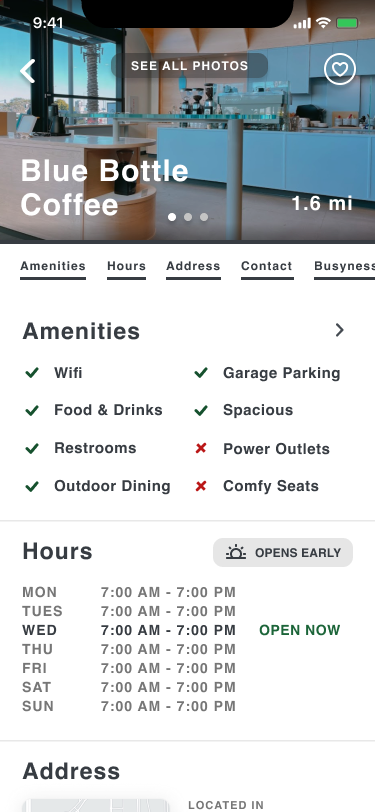 9:41
SEE ALL PHOTOS
Blue Bottle
Coffee
1.6 mi
Amenities Hours Address Contact Busyness
Amenities
Wifi Garage Parking
Food & Drinks Spacious
Restrooms Power Outlets
Outdoor Dining Comfy Seats
Hours OPENS EARLY
MON 7:00 AM - 7:00 PM
TUES 7:00 AM - 7:00 PM
WED 7:00 AM - 7:00 PM OPEN NOW
THU 7:00 AM - 7:00 PM
FRI 7:00 AM - 7:00 PM
SAT 7:00 AM - 7:00 PM
SUN 7:00 AM - 7:00 PM
Address
LOCATED IN